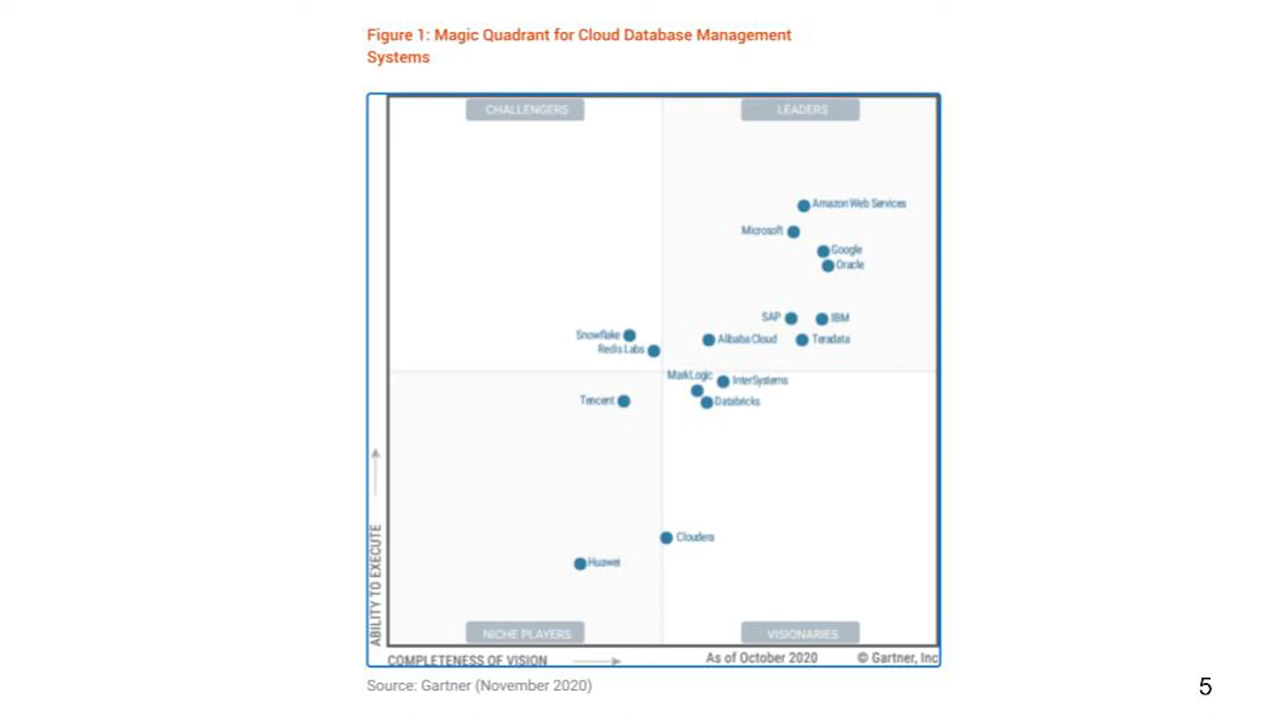 Figure 1: Magic Quadrant for Cloud Database Management
Systems
CHALLENGERS
LEADERS
Amazon Web Services
Microsoft
Google
Oracle
SAP
IBM
Snowflake
Alibaba Cloud
Teradata
Redis Labs
MarkLogic
InterSystems
Tencent
Databricks
Cloudera
Huawei
ABILITY TO EXECUTE
NICHE PLAYERS
VISIONARIES
COMPLETENESS OF VISION
As of October 2020
© Gartner, Inc
Source: Gartner (November 2020)
5